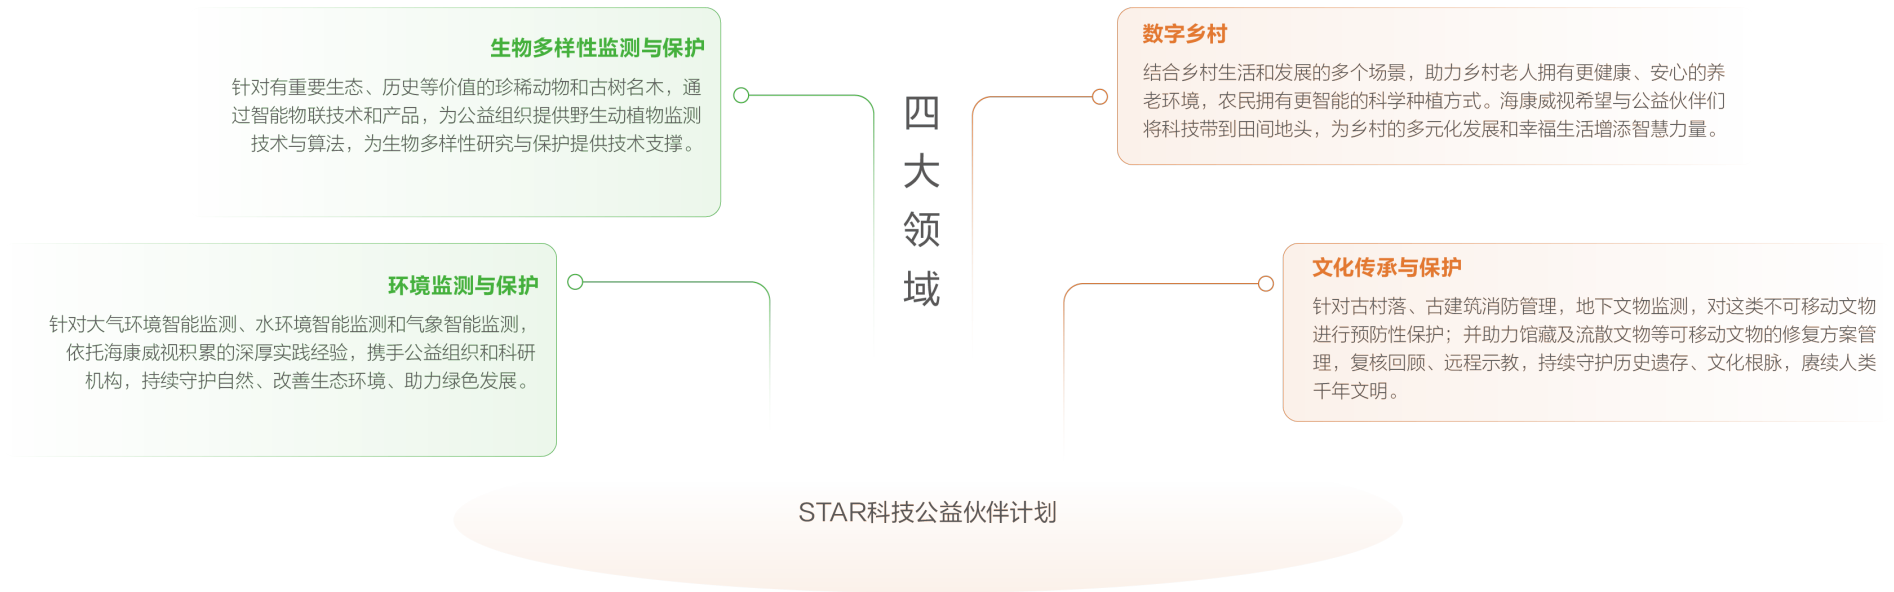 生物多样性监测与保护
针对有重要生态、历史等价值的珍稀动物和古树名木，通
过智能物联技术和产品，为公益组织提供野生动植物监测
技术与算法，为生物多样性研究与保护提供技术支撑。
环境监测与保护
针对大气环境智能监测、水环境智能监测和气象智能监测，
依托海康威视积累的深厚实践经验，携手公益组织和科研
机构，持续守护自然、改善生态环境、助力绿色发展。
四
大
领
域
数字乡村
结合乡村生活和发展的多个场景，助力乡村老人拥有更健康、安心的养
老环境，农民拥有更智能的科学种植方式。海康威视希望与公益伙伴们
将科技带到田间地头，为乡村的多元化发展和幸福生活增添智慧力量。
文化传承与保护
针对古村落、古建筑消防管理，地下文物监测，对这类不可移动文物
进行预防性保护；并助力馆藏及流散文物等可移动文物的修复方案管
理，复核回顾、远程示教，持续守护历史遗存、文化根脉，赓续人类
千年文明。
STAR科技公益伙伴计划